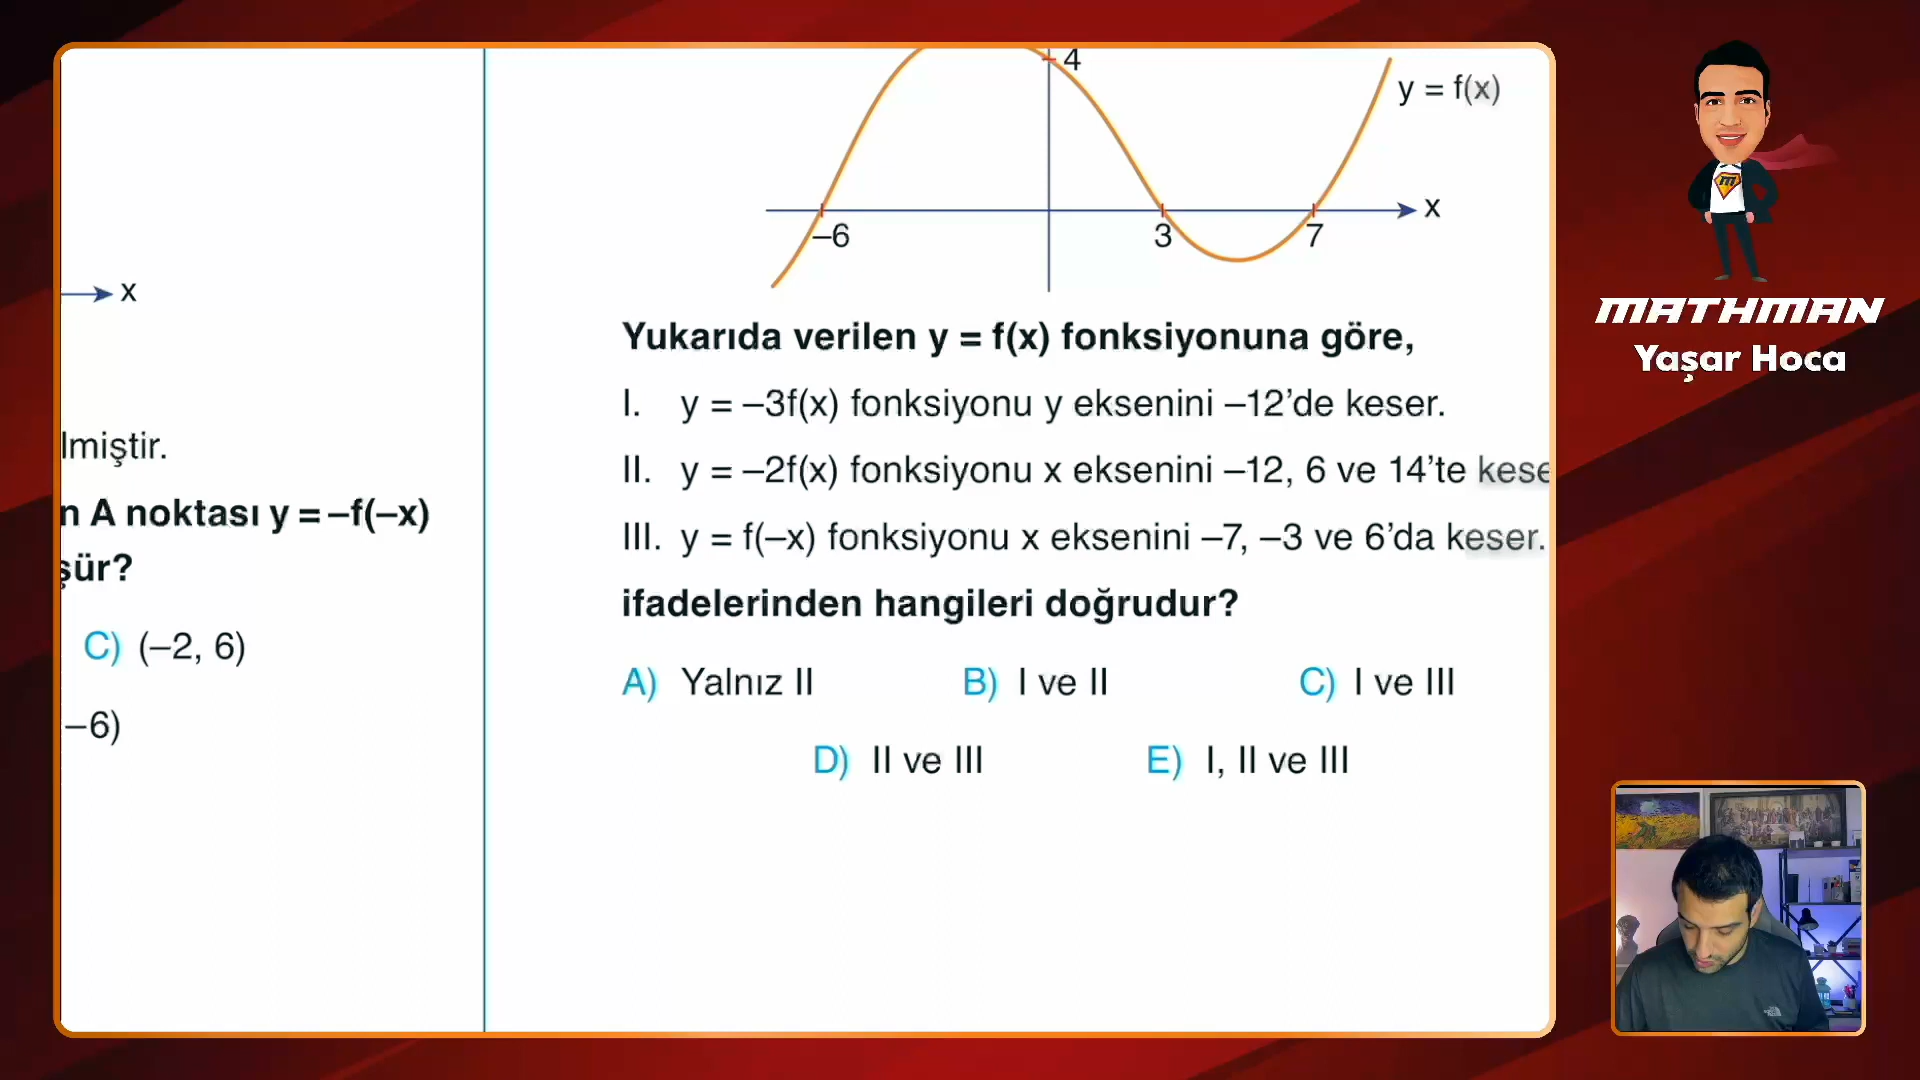 4
y = f(x)
x
–6
3
7
x
lmiştir.
n A noktası y = –f(–x)
şür?
C) (–2, 6)
–6)
Yukarıda verilen y = f(x) fonksiyonuna göre,
I. y = –3f(x) fonksiyonu y eksenini –12’de keser.
II. y = –2f(x) fonksiyonu x eksenini –12, 6 ve 14’te kese
III. y = f(–x) fonksiyonu x eksenini –7, –3 ve 6’da keser.
ifadelerinden hangileri doğrudur?
A) Yalnız II B) I ve II C) I ve III
D) II ve III E) I, II ve III
m
MATHMAN
Yaşar Hoca